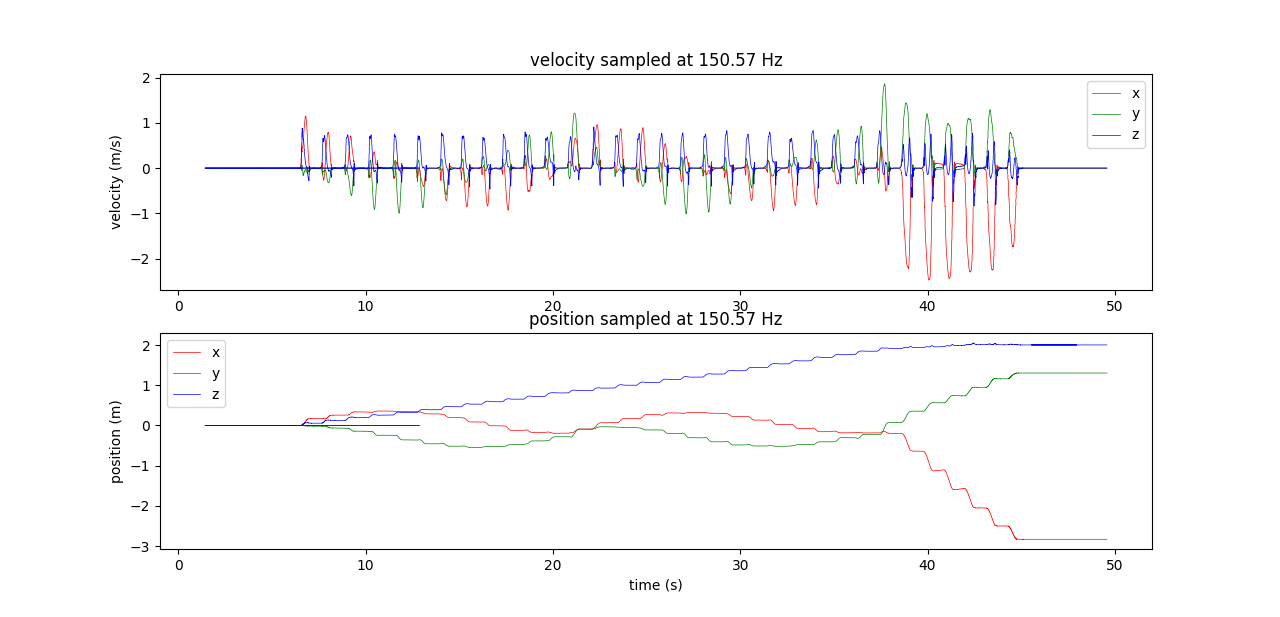 velocity sampled at 150.57 Hz
velocity (m/s)
2
1
0
−1
−2
x
y
z
0 10 20 30 40 50
position sampled at 150.57 Hz
position (m)
2
1
0
−1
−2
−3
x
y
z
0 10 20 30 40 50
time (s)